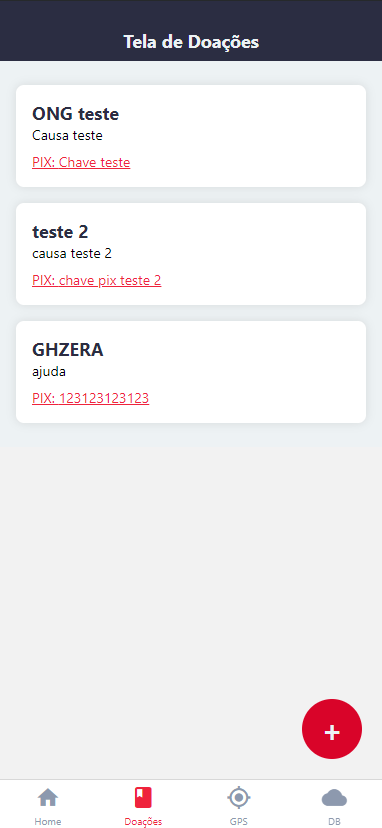 Tela de Doações
ONG teste
Causa teste
PIX: Chave teste
teste 2
causa teste 2
PIX: chave pix teste 2
GHZERA
ajuda
PIX: 123123123123
+
Home
Doações
GPS
DB